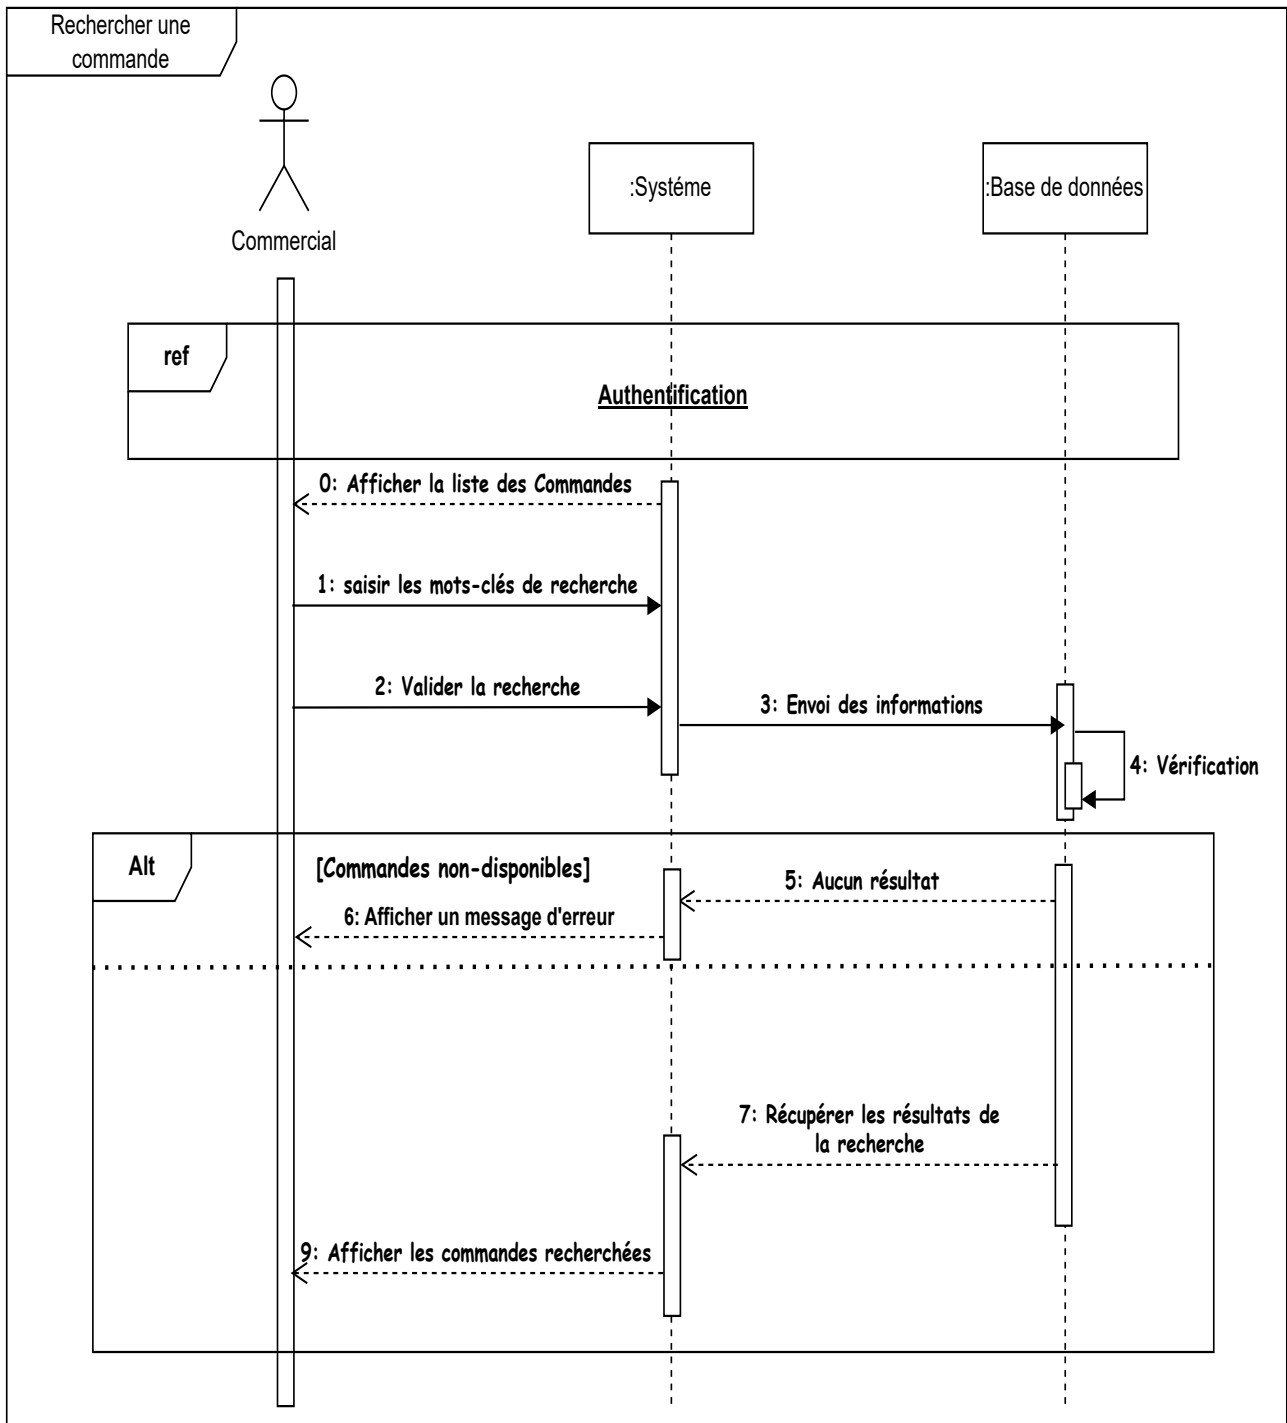 Rechercher une
commande
Commercial
:Systéme
:Base de données
ref
Authentification
0: Afficher la liste des Commandes
1: saisir les mots-clés de recherche
2: Valider la recherche
3: Envoi des informations
4: Vérification
Alt
[Commandes non-disponibles]
5: Aucun résultat
6: Afficher un message d'erreur
7: Récupérer les résultats de
la recherche
9: Afficher les commandes recherchées